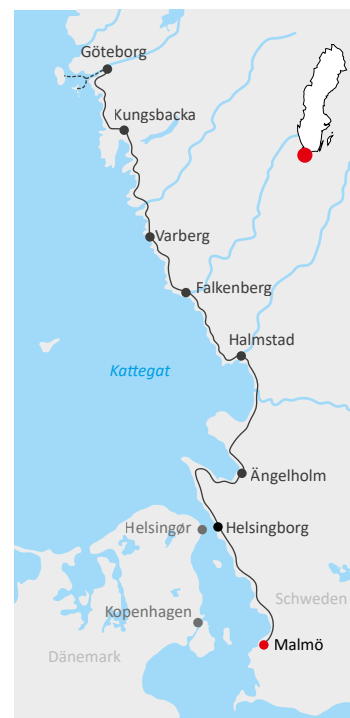 Göteborg
Kungsbacka
Varberg
Falkenberg
Halmstad
Kattegat
Ängelholm
Helsingør
Helsingborg
Schweden
Kopenhagen
Malmö
Dänemark